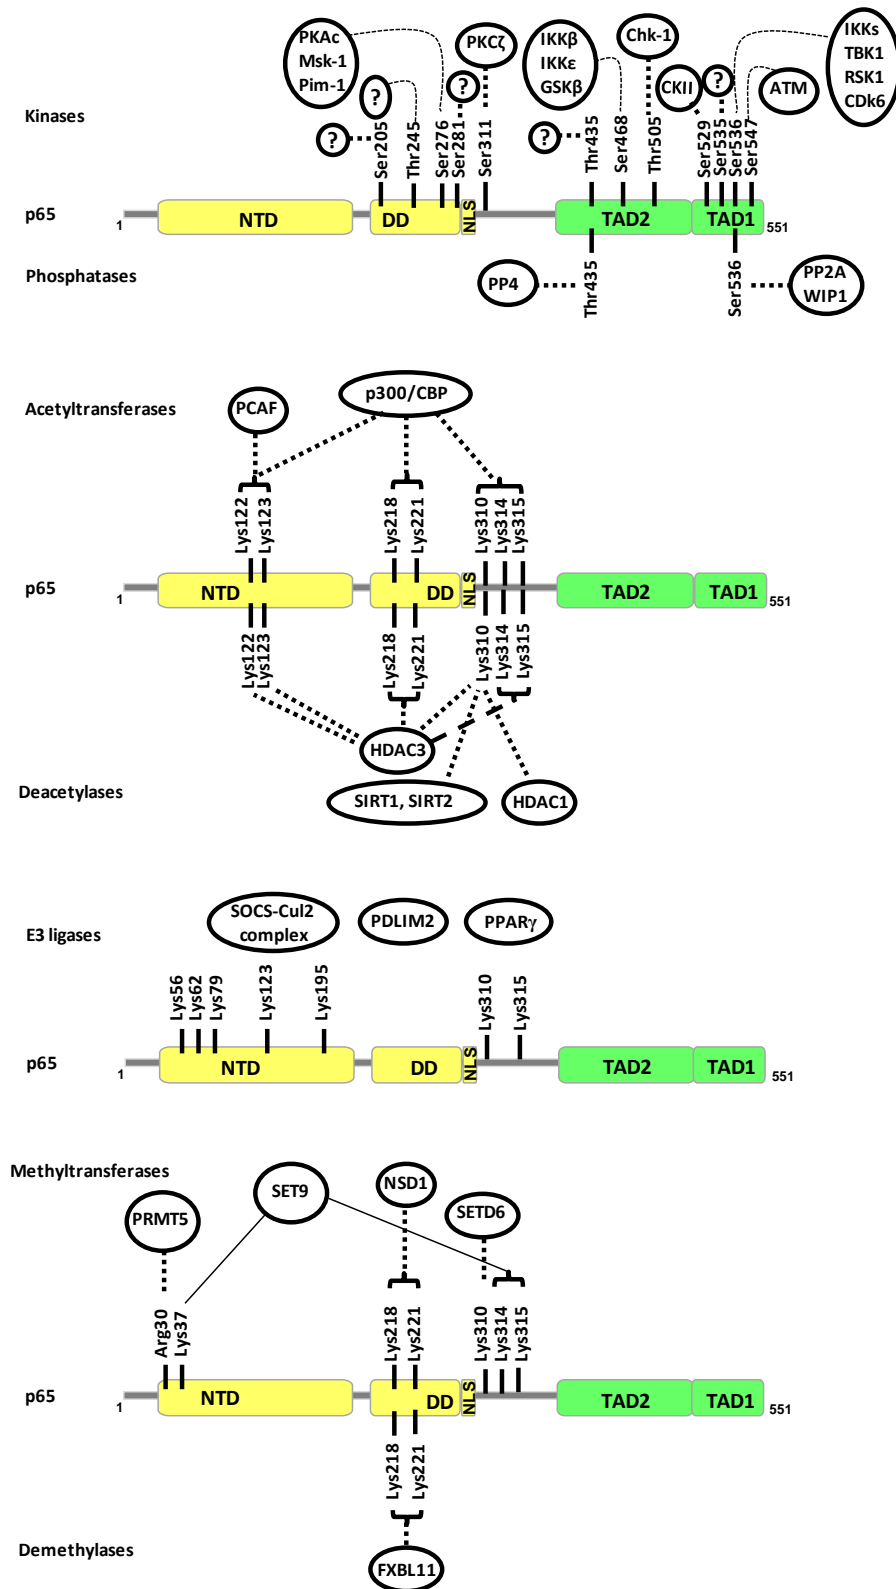 PKAc
Msk-1
Pim-1
PKCζ
IKKβ
IKKε
GSKβ
Chk-1
IKKs
TBK1
RSK1
CDk6
?
?
CKII
?
ATM
Kinases
?
?
Ser205
Thr245
Ser276
Ser281
Ser311
Thr435
Ser468
Thr505
Ser529
Ser535
Ser536
Ser547
p65
1
NTD
DD
NLS
TAD2
TAD1
551
Phosphatases
PP4
Thr435
Ser536
PP2A
WIP1
Acetyltransferases
PCAF
p300/CBP
Lys122
Lys123
Lys218
Lys221
Lys310
Lys314
Lys315
p65
1
NTD
DD
NLS
TAD2
TAD1
551
Lys122
Lys123
Lys218
Lys221
Lys310
Lys314
Lys315
HDAC3
Deacetylases
SIRT1, SIRT2
HDAC1
E3 ligases
SOCS-Cul2
complex
PDLIM2
PPARγ
Lys56
Lys62
Lys79
Lys123
Lys195
Lys310
Lys315
p65
1
NTD
DD
NLS
TAD2
TAD1
551
Methyltransferases
PRMT5
SET9
NSD1
SETD6
Arg30
Lys37
Lys218
Lys221
Lys310
Lys314
Lys315
p65
1
NTD
DD
NLS
TAD2
TAD1
551
Lys218
Lys221
Demethylases
FXBL11